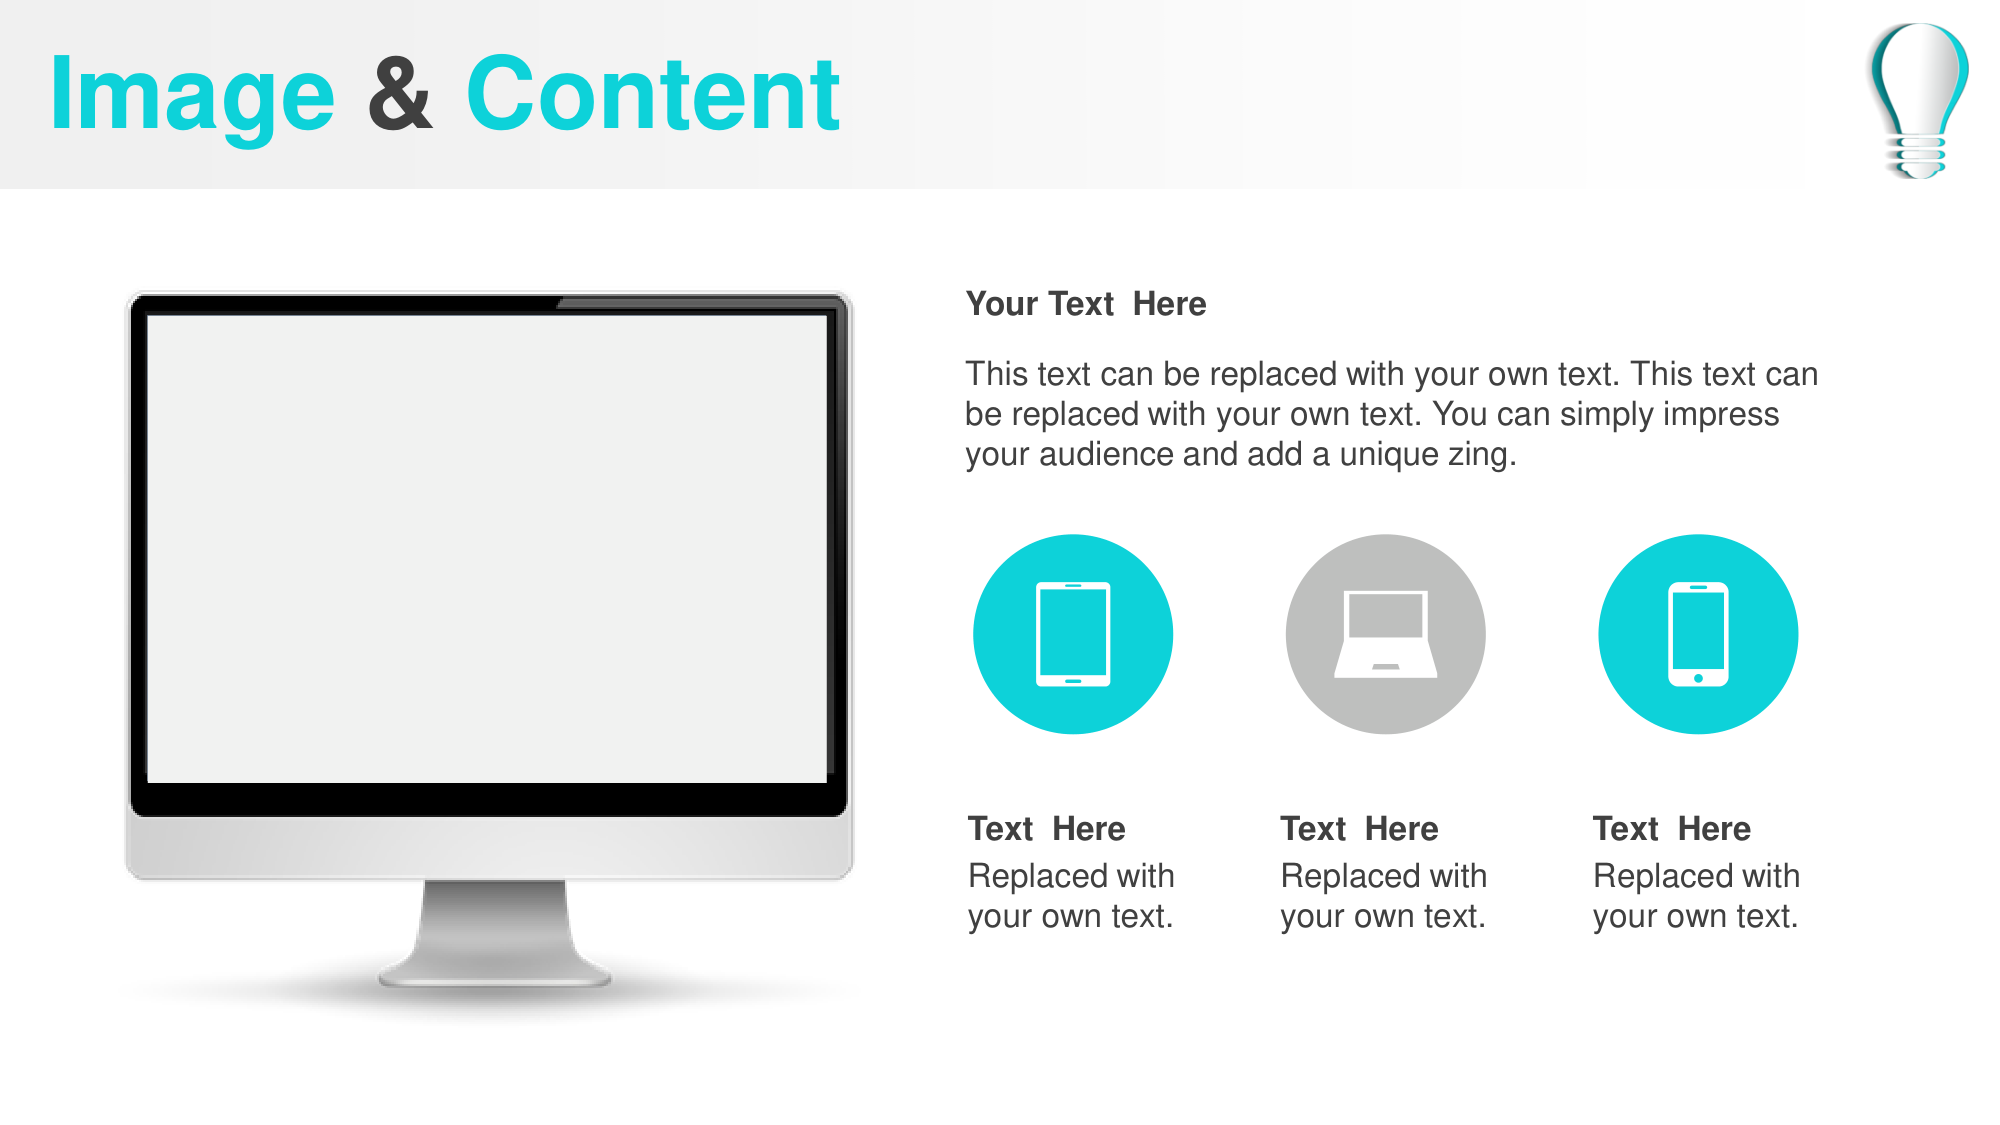 Image & Content
Your Text  Here
This text can be replaced with your own text. This text can
be replaced with your own text. You can simply impress
your audience and add a unique zing.
Text  Here
Replaced with
your own text.
Text  Here
Replaced with
your own text.
Text  Here
Replaced with
your own text.